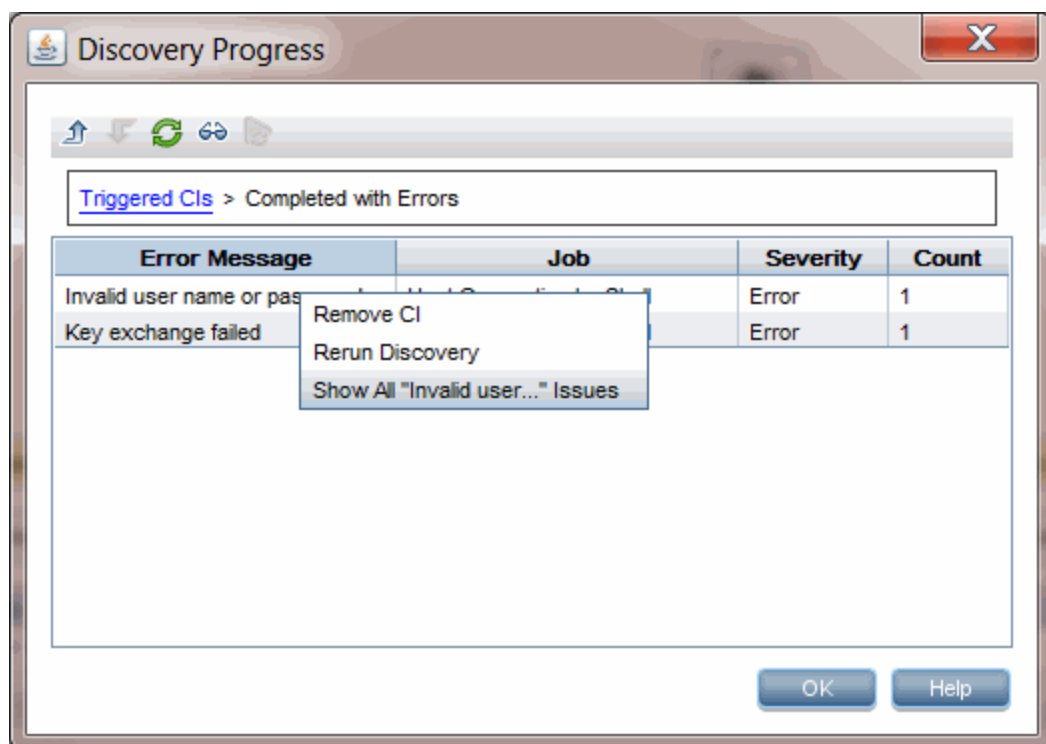 Discovery Progress
Triggered CIs > Completed with Errors
Error Message Job Severity Count
Invalid user name or Error 1
Key exchange failed Error 1
Remove CI
Rerun Discovery
Show All "Invalid user..." Issues
OK Help